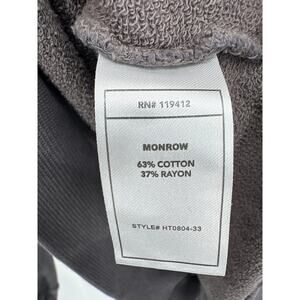 RN# 119412
MONROW
63% COTTON
37% RAYON
STYLE# HT0804-33